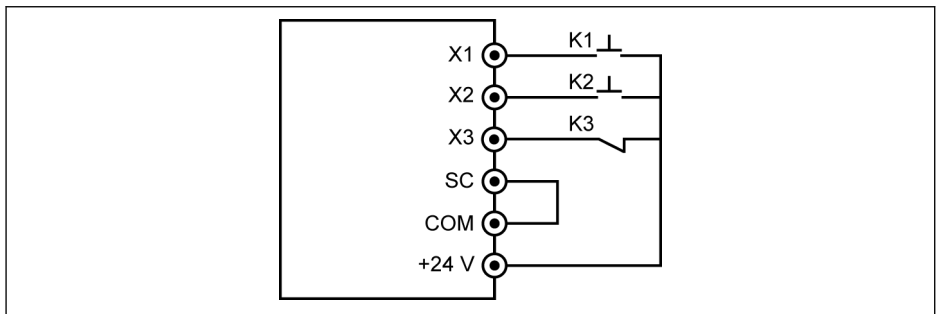 X1 K1
X2 K2
X3 K3
SC
COM
+24 V